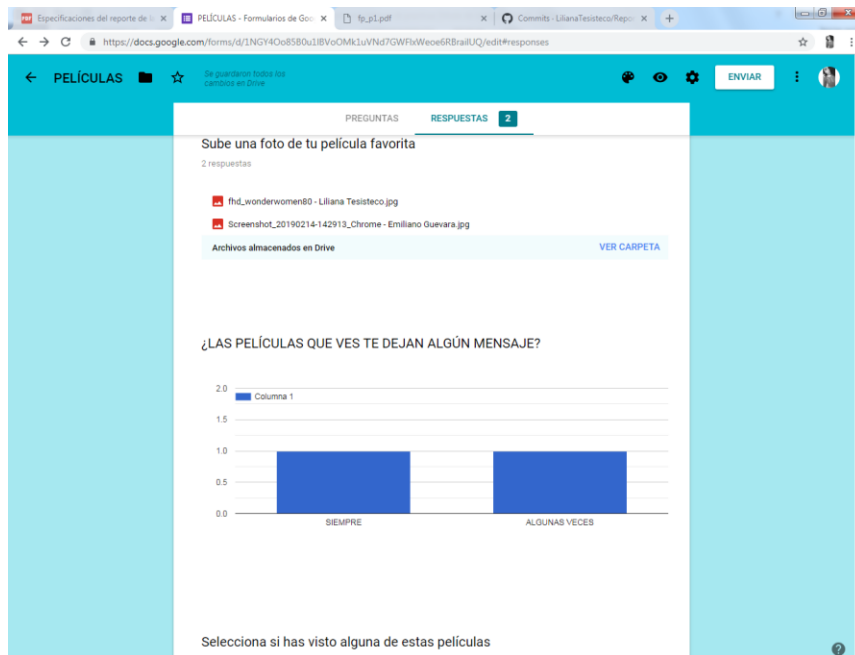 Especificaciones del reporte de
PELÍCULAS - Formularios de Goo
fp_p1.pdf
Commits · LilianaTesisteco/Repo
https://docs.google.com/forms/d/1NGY4Oo85B0u1l8VoOMk1uVNd7GWFlxWeoe6RBrailUQ/edit#responses
PELÍCULAS
Se guardaron todos los
cambios en Drive
ENVIAR
PREGUNTAS
RESPUESTAS 2
Sube una foto de tu película favorita
2 respuestas
fhd_wonderwomen80 - Liliana Tesisteco.jpg
Screenshot_20190214-142913_Chrome - Emiliano Guevara.jpg
Archivos almacenados en Drive
VER CARPETA
¿LAS PELÍCULAS QUE VES TE DEJAN ALGÚN MENSAJE?
2.0
Columna 1
1.5
1.0
0.5
0.0
SIEMPRE
ALGUNAS VECES
Selecciona si has visto alguna de estas películas